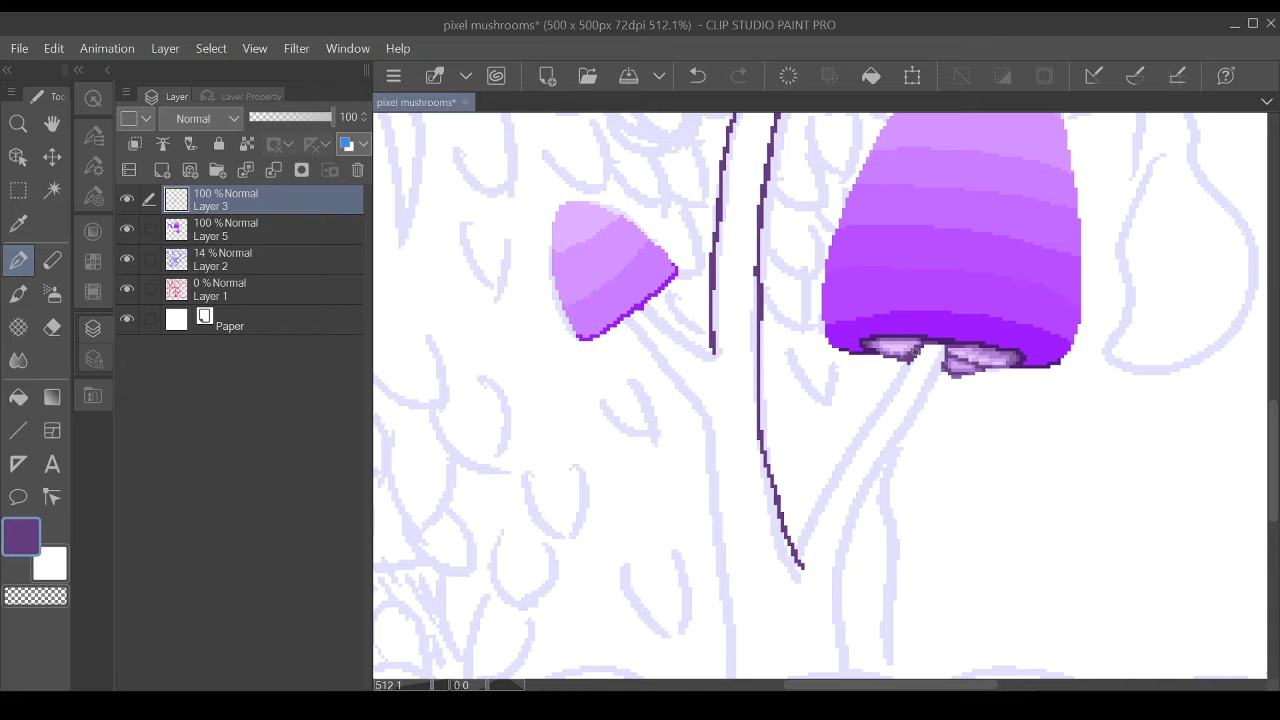 pixel mushrooms* (500 x 500px 72dpi 512.1%)  - CLIP STUDIO PAINT PRO
File Edit Animation Layer Select View Filter Window Help
Too Layer Layer Property
pixel mushrooms*
Normal 100
100 % Normal
Layer 3
100 % Normal
Layer 5
14 % Normal
Layer 2
0 % Normal
Layer 1
Paper
512.1 0 0